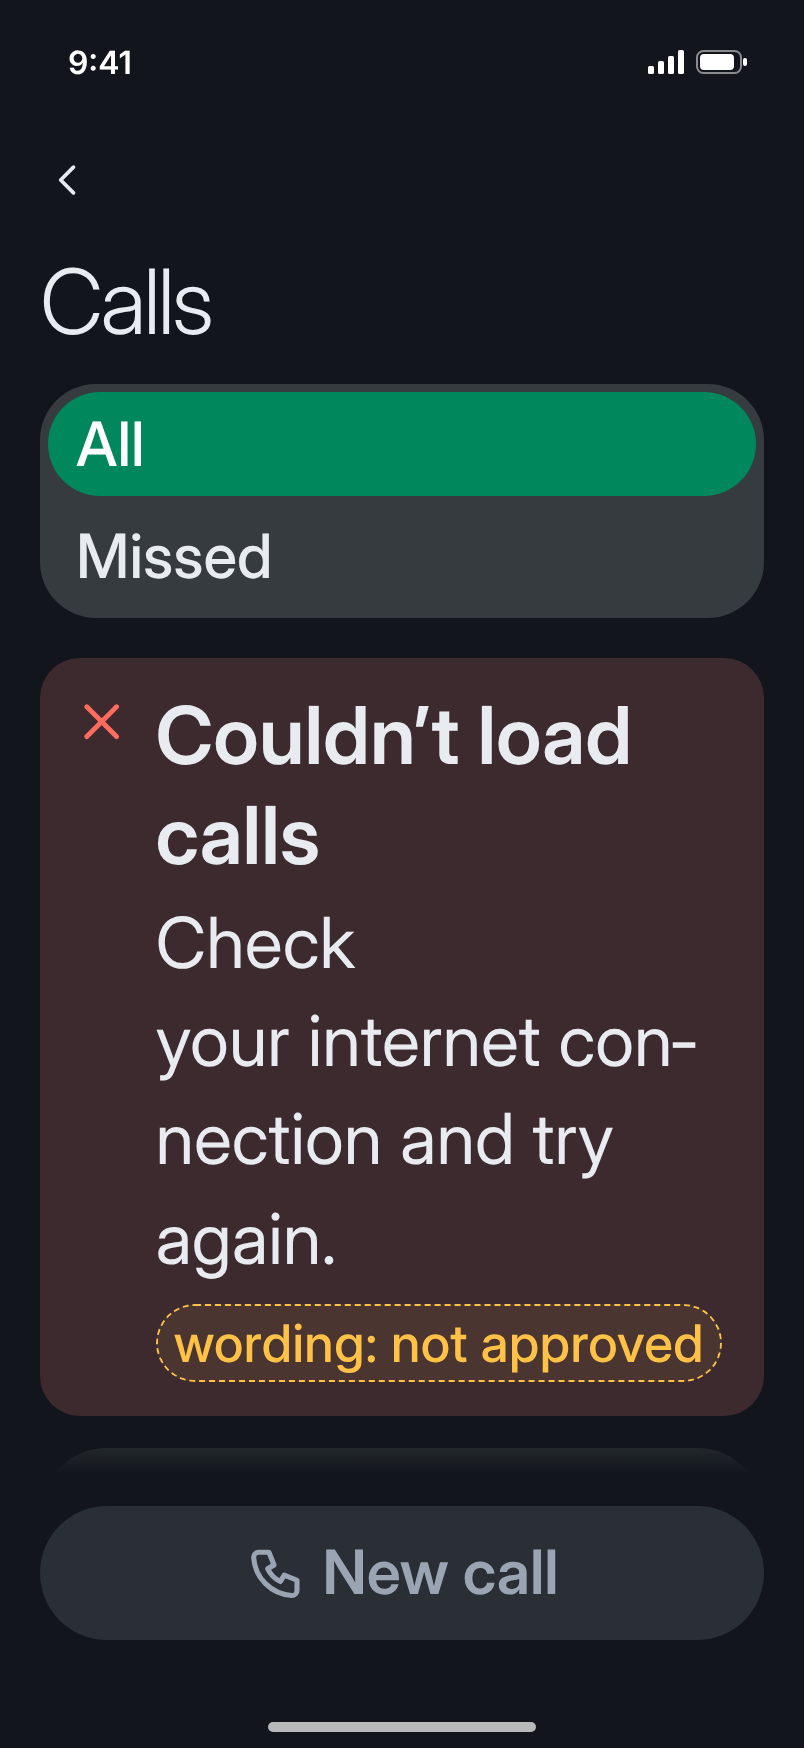 9:41
Calls
All
Missed
Couldn’t load
calls
Check
your internet con-
nection and try
again.
wording: not approved
New call